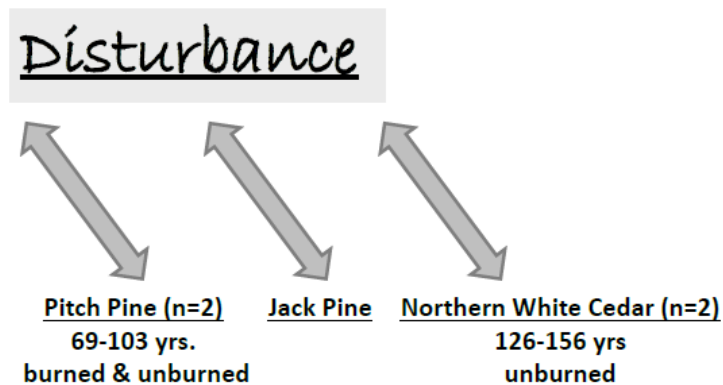 Disturbance
Pitch Pine (n=2) Jack Pine Northern White Cedar (n=2)
69-103 yrs. 126-156 yrs
burned & unburned unburned